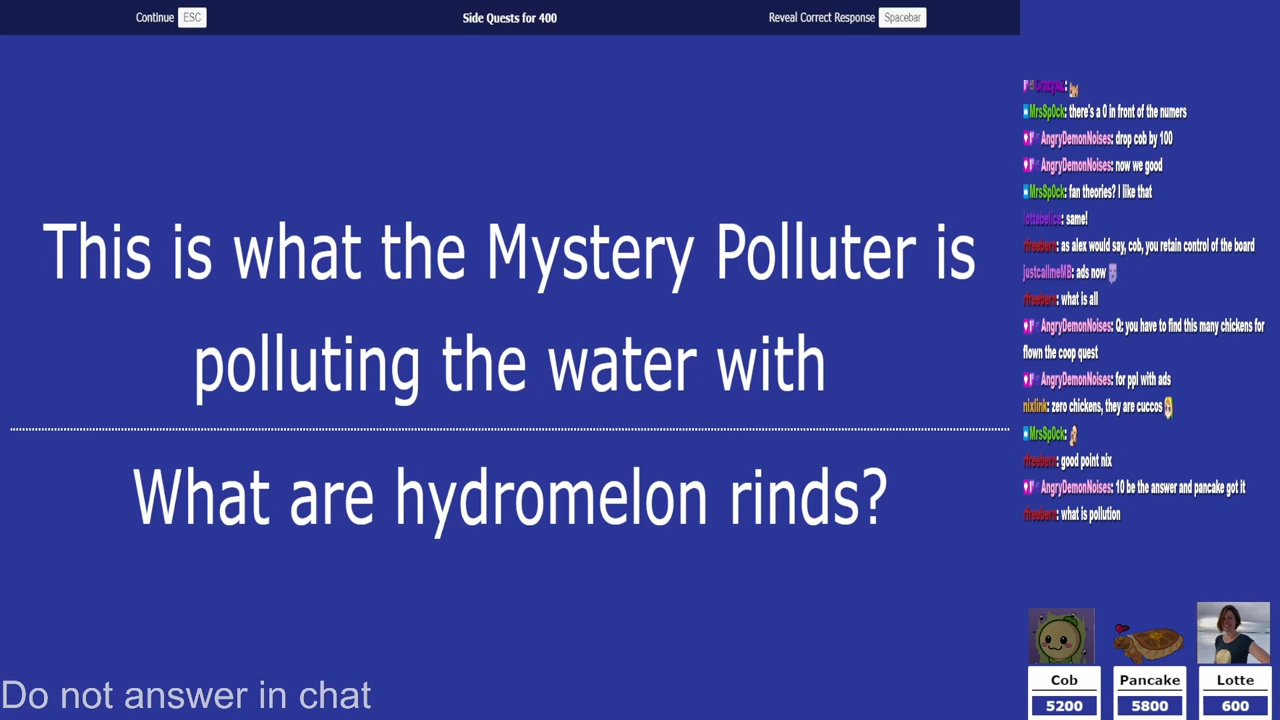 Continue ESC
Side Quests for 400
Reveal Correct Response Spacebar
This is what the Mystery Polluter is
polluting the water with
What are hydromelon rinds?
Do not answer in chat
MrsSp0ck: there's a 0 in front of the numers
AngryDemonNoises: drop cob by 100
AngryDemonNoises: now we good
MrsSp0ck: fan theories? I like that
same!
as alex would say, cob, you retain control of the board
justcallmeMB: ads now
what is all
AngryDemonNoises: Q: you have to find this many chickens for
flown the coop quest
AngryDemonNoises: for ppl with ads
nixlink: zero chickens, they are cuccos
MrsSp0ck:
good point nix
AngryDemonNoises: 10 be the answer and pancake got it
what is pollution
Cob
5200
Pancake
5800
Lotte
600